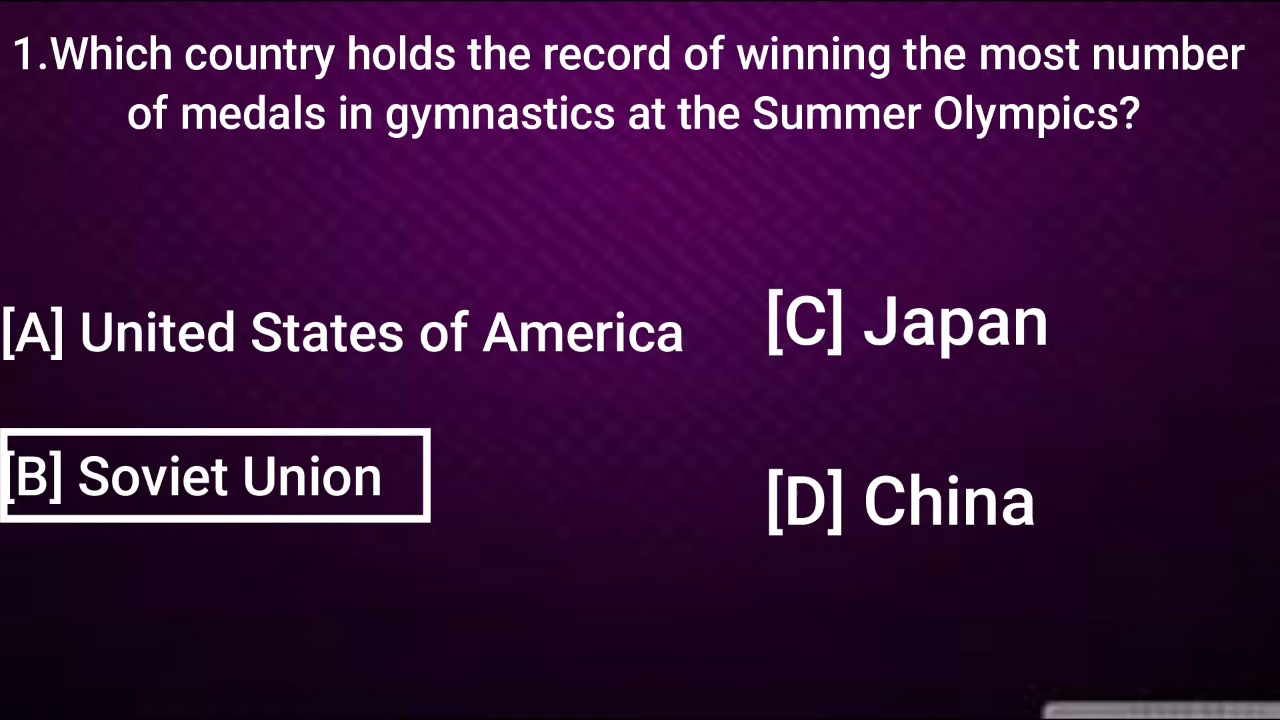 1.Which country holds the record of winning the most number
of medals in gymnastics at the Summer Olympics?
[A] United States of America
[B] Soviet Union
[C] Japan
[D] China